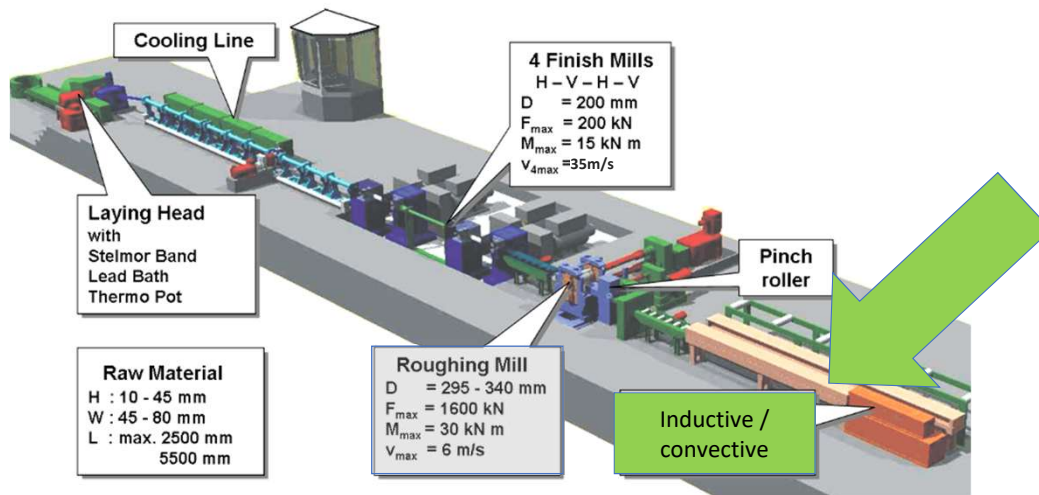 Cooling Line
4 Finish Mills
H – V – H – V
D = 200 mm
Fmax = 200 kN
Mmax = 15 kN m
v4max =35m/s
Laying Head
with
Stelmor Band
Lead Bath
Thermo Pot
Pinch
roller
Raw Material
H : 10 - 45 mm
W : 45 - 80 mm
L : max. 2500 mm
5500 mm
Roughing Mill
D = 295 - 340 mm
Fmax = 1600 kN
Mmax = 30 kN m
vmax = 6 m/s
Inductive /
convective